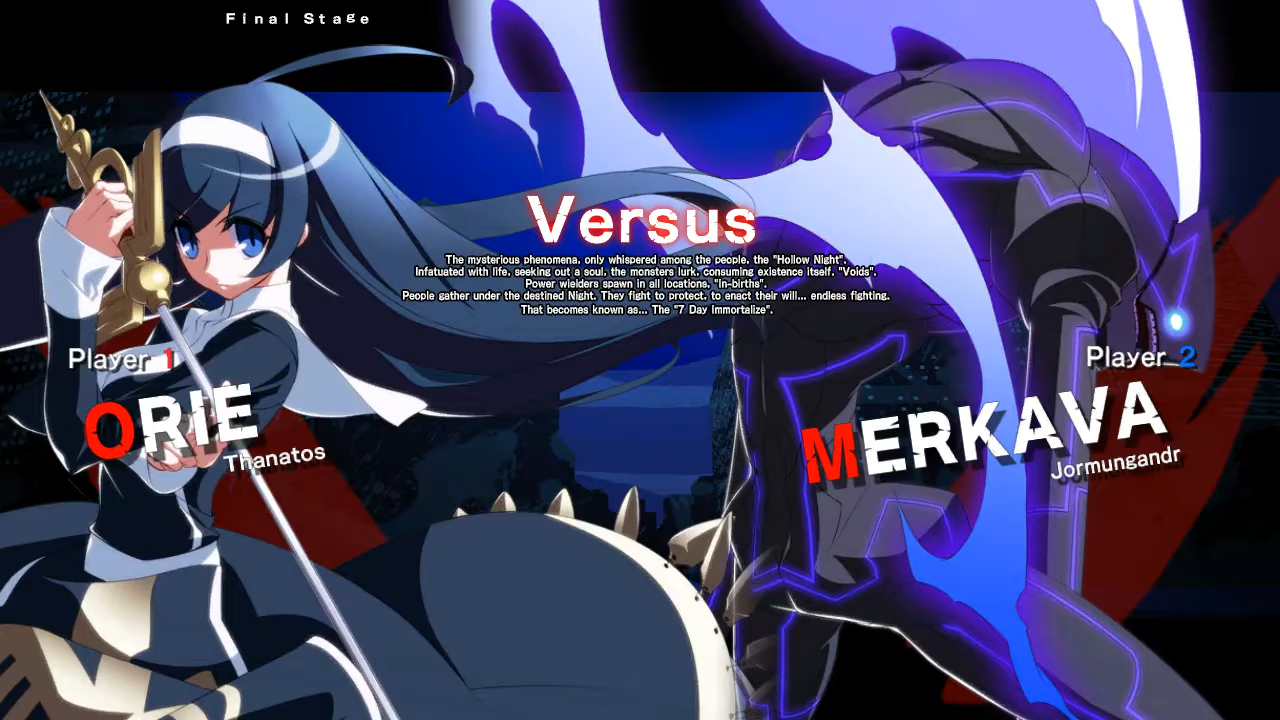 Final Stage
Versus
The mysterious phenomena, only whispered among the people, the "Hollow Night".
Infatuated with life, seeking out a soul, the monsters lurk, consuming existence itself, "Voids".
Power wielders spawn in all locations, "In-births".
People gather under the destined Night. They fight to protect, to enact their will... endless fighting.
That becomes known as... The "7 Day Immortalize".
Player 1
ORIE
Thanatos
Player 2
MERKAVA
Jormungandr